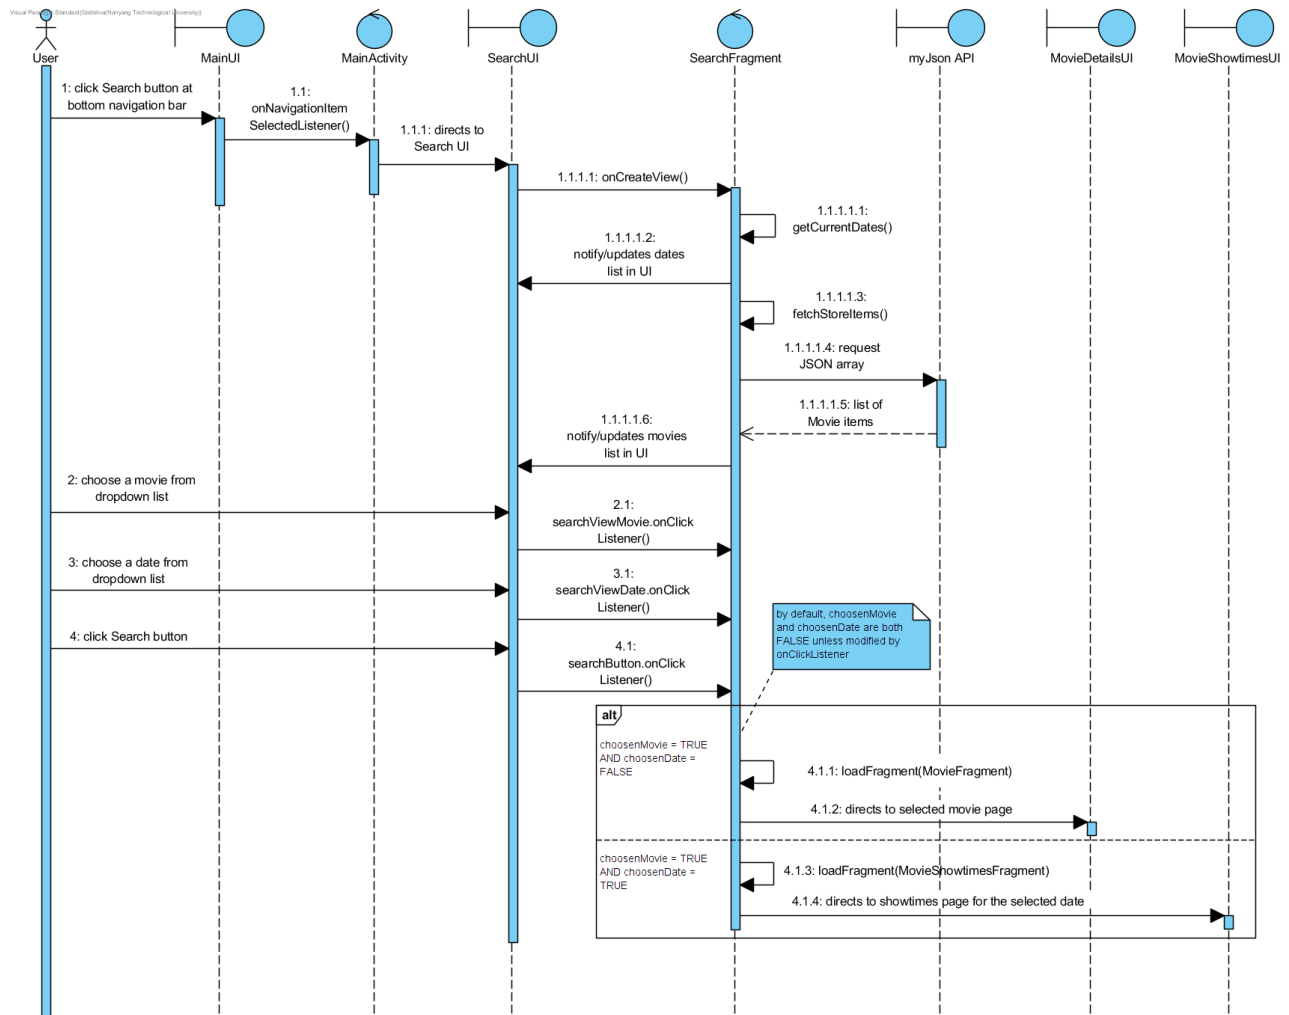 Visual Paradigm Standard(Godeliva(Nanyang Technological University))
User
MainUI
MainActivity
SearchUI
SearchFragment
myJson API
MovieDetailsUI
MovieShowtimesUI
1: click Search button at
bottom navigation bar
1.1:
onNavigationItem
SelectedListener()
1.1.1: directs to
Search UI
1.1.1.1: onCreateView()
1.1.1.1.1:
getCurrentDates()
1.1.1.1.2:
notify/updates dates
list in UI
1.1.1.1.3:
fetchStoreItems()
1.1.1.1.4: request
JSON array
1.1.1.1.5: list of
Movie items
1.1.1.1.6:
notify/updates movies
list in UI
2: choose a movie from
dropdown list
2.1:
searchViewMovie.onClick
Listener()
3: choose a date from
dropdown list
3.1:
searchViewDate.onClick
Listener()
4: click Search button
4.1:
searchButton.onClick
Listener()
by default, choosenMovie
and choosenDate are both
FALSE unless modified by
onClickListener
alt
choosenMovie = TRUE
AND choosenDate =
FALSE
4.1.1: loadFragment(MovieFragment)
4.1.2: directs to selected movie page
choosenMovie = TRUE
AND choosenDate =
TRUE
4.1.3: loadFragment(MovieShowtimesFragment)
4.1.4: directs to showtimes page for the selected date